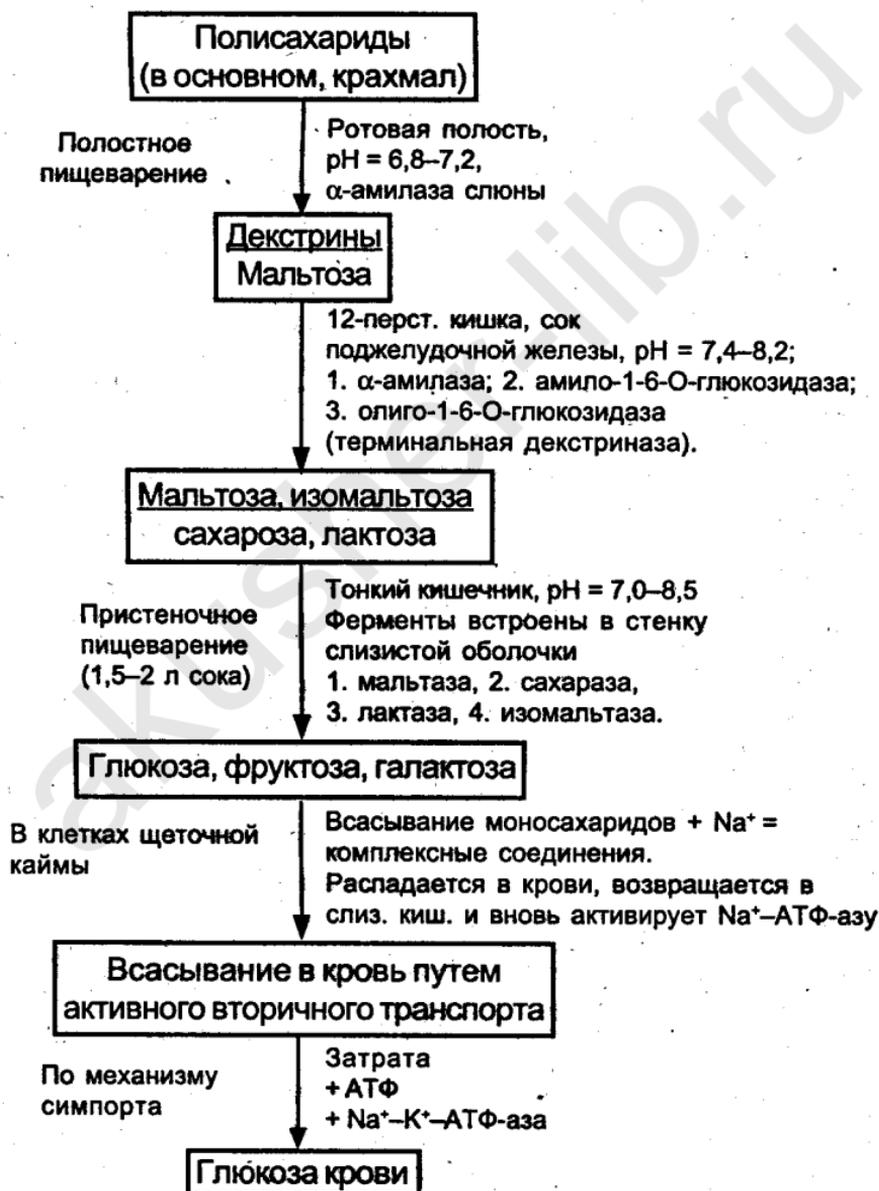 Полисахариды
(в основном, крахмал)
Полостное
пищеварение
Ротовая полость,
pH = 6,8–7,2,
α-амилаза слюны
Декстрины
Мальтоза
12-перст. кишка, сок
поджелудочной железы, pH = 7,4–8,2;
1. α-амилаза; 2. амило-1-6-О-глюкозидаза;
3. олиго-1-6-О-глюкозидаза
(терминальная декстриназа).
Мальтоза, изомальтоза
сахароза, лактоза
Пристеночное
пищеварение
(1,5–2 л сока)
Тонкий кишечник, pH = 7,0–8,5
Ферменты встроены в стенку
слизистой оболочки
1. мальтаза, 2. сахараза,
3. лактаза, 4. изомальтаза.
Глюкоза, фруктоза, галактоза
В клетках щеточной
каймы
Всасывание моносахаридов + Na⁺ =
комплексные соединения.
Распадается в крови, возвращается в
слиз. киш. и вновь активирует Na⁺–АТФ-азу
Всасывание в кровь путем
активного вторичного транспорта
По механизму
симпорта
Затрата
+ АТФ
+ Na⁺–K⁺–АТФ-аза
Глюкоза крови
akusher-lib.ru